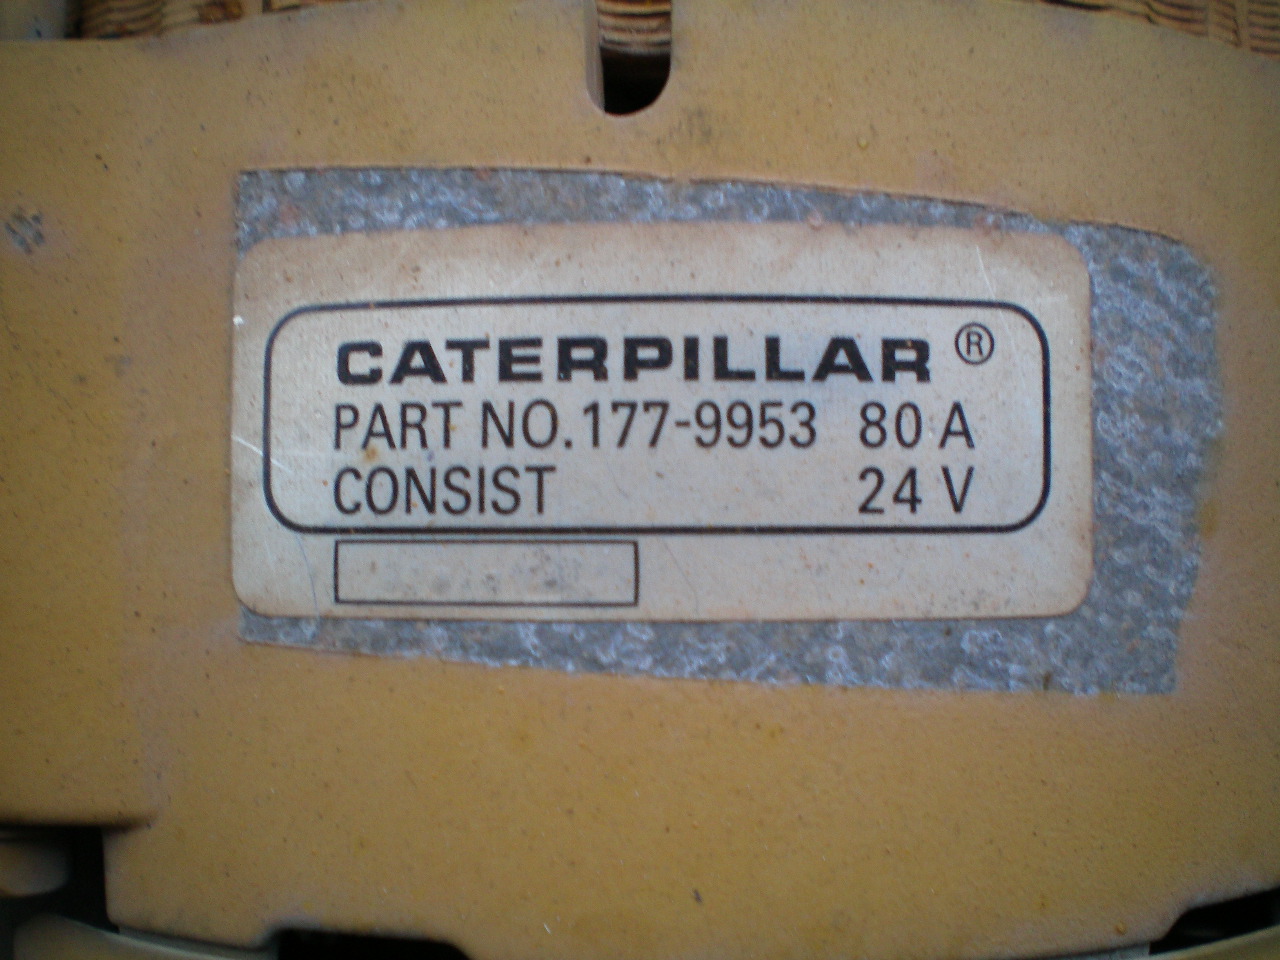 CATERPILLAR®
PART NO. 177-9953 80 A
CONSIST 24 V